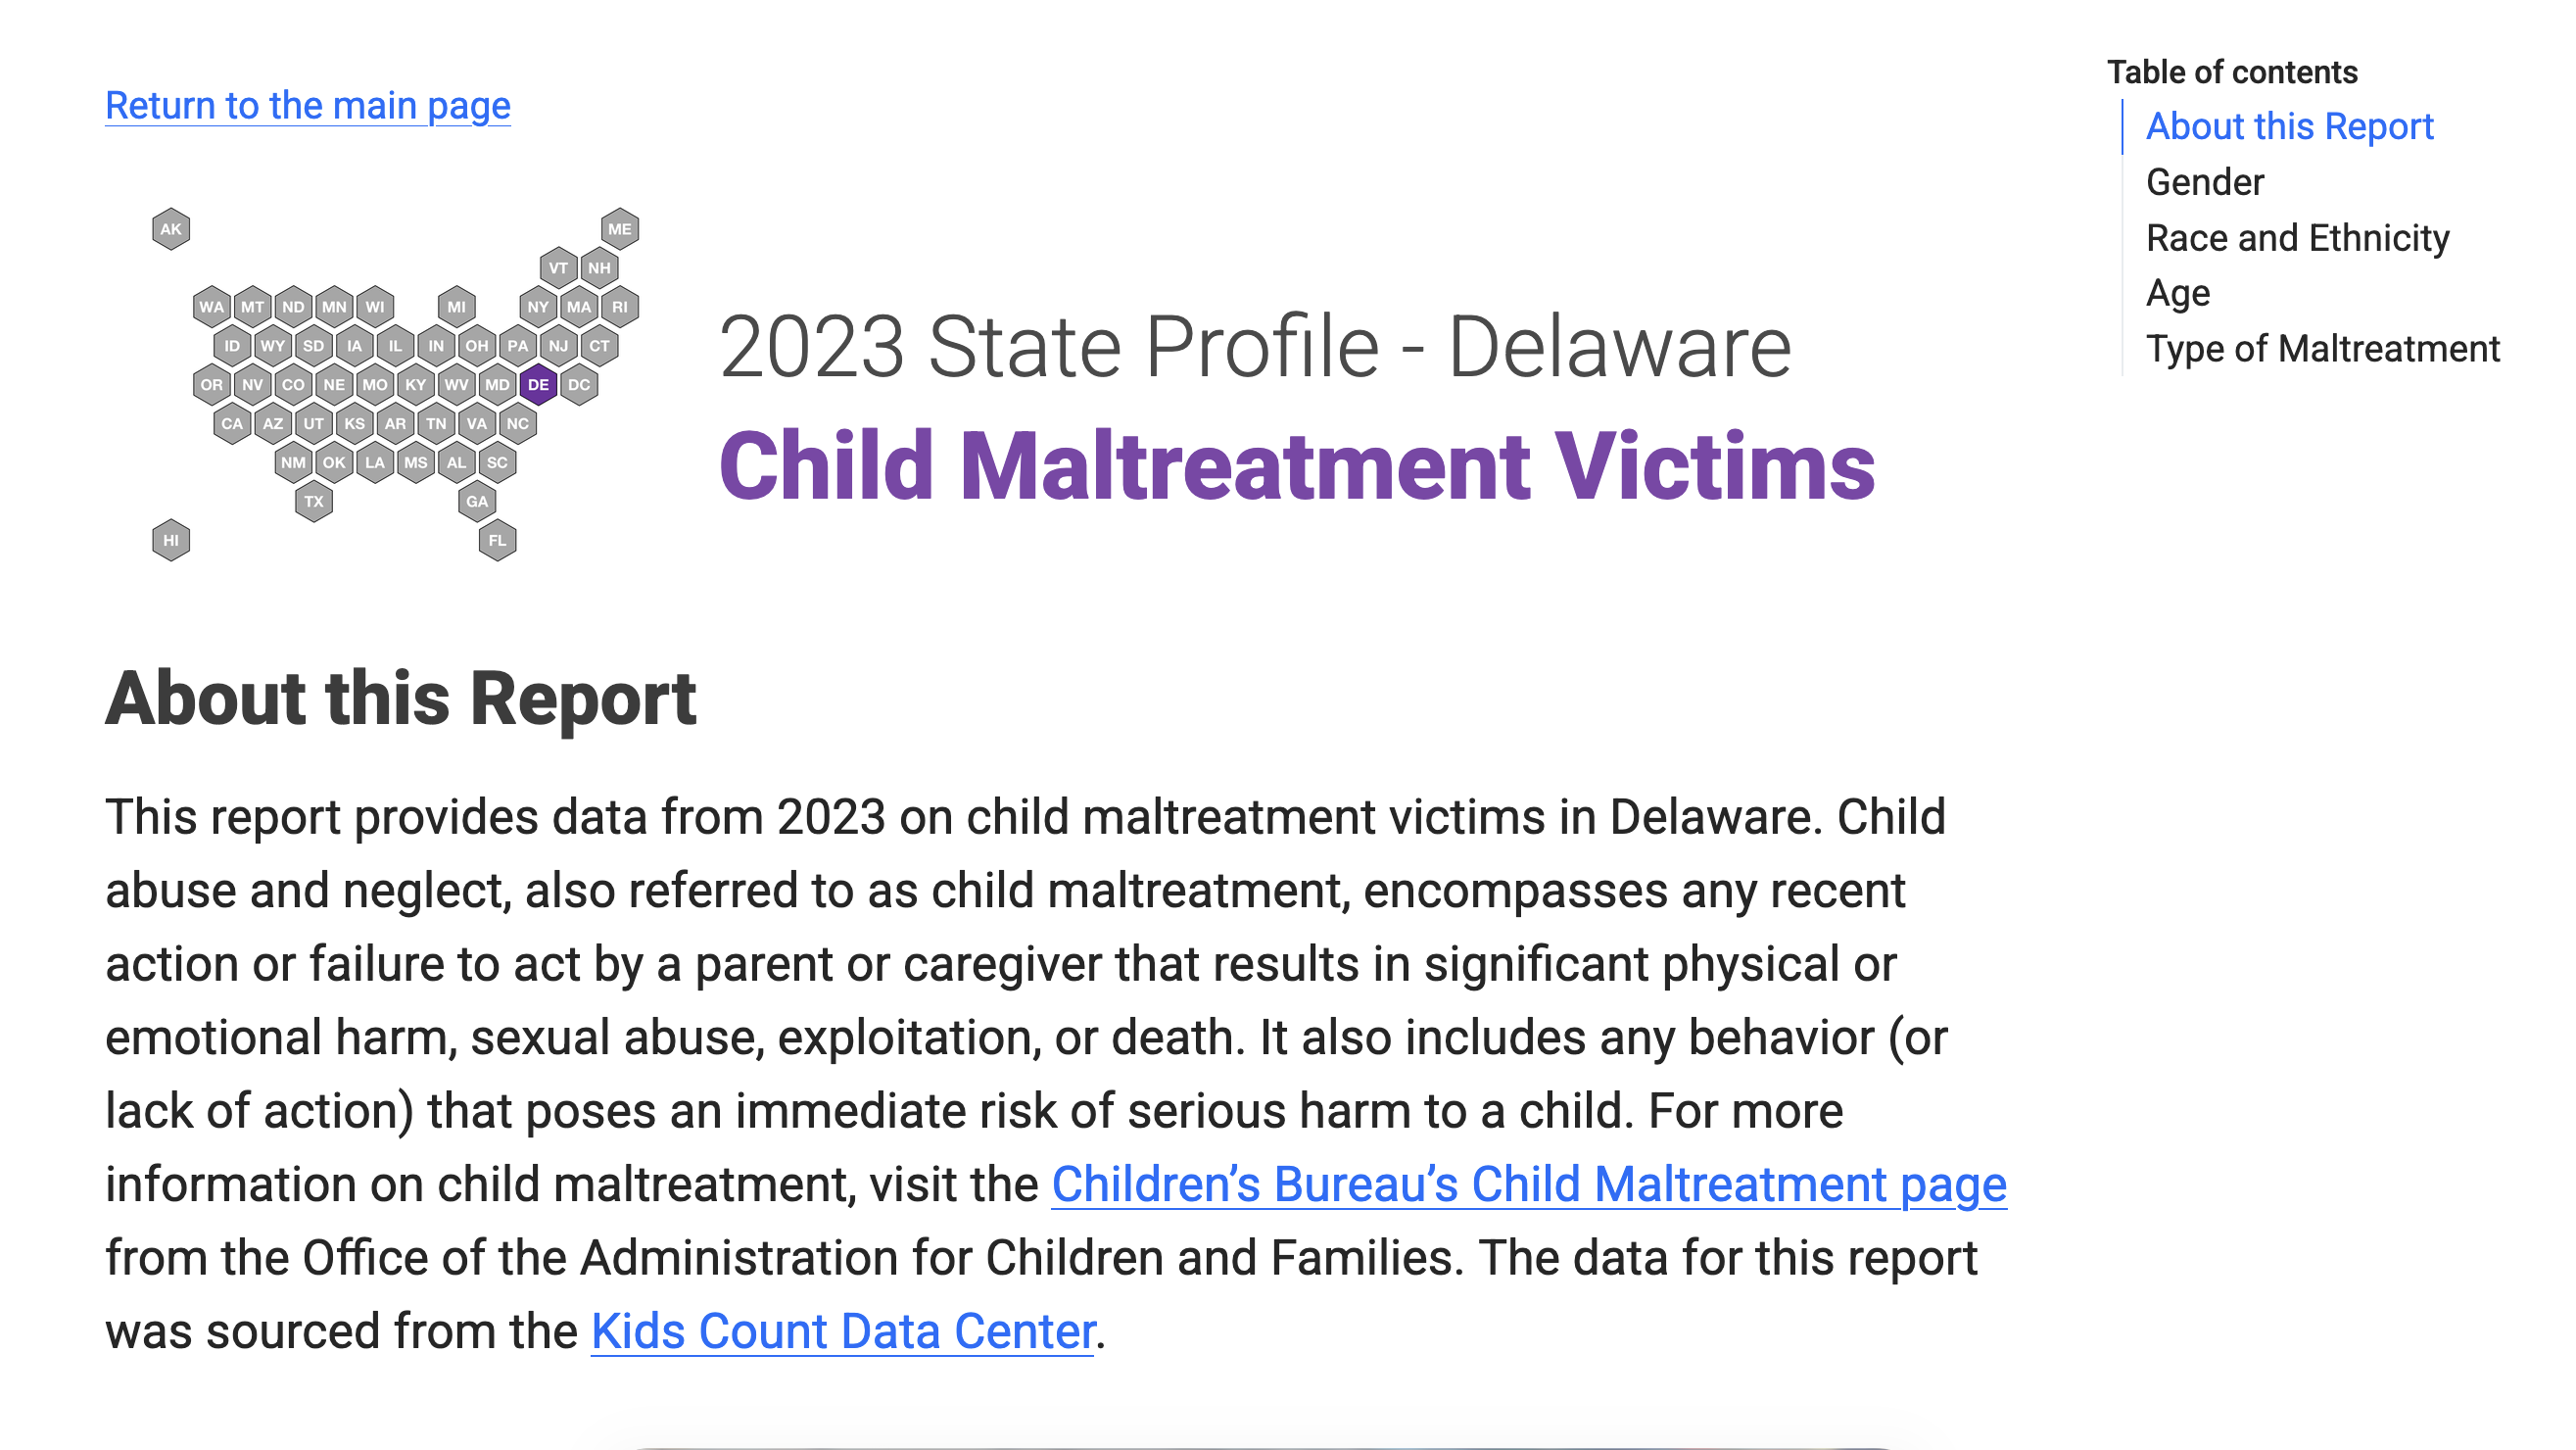 Return to the main page
Table of contents
About this Report
Gender
Race and Ethnicity
Age
Type of Maltreatment
AK ME
VT NH
WA MT ND MN WI MI NY MA RI
ID WY SD IA IL IN OH PA NJ CT
OR NV CO NE MO KY WV MD DE DC
CA AZ UT KS AR TN VA NC
NM OK LA MS AL SC
TX GA
HI FL
2023 State Profile - Delaware
Child Maltreatment Victims
About this Report
This report provides data from 2023 on child maltreatment victims in Delaware. Child
abuse and neglect, also referred to as child maltreatment, encompasses any recent
action or failure to act by a parent or caregiver that results in significant physical or
emotional harm, sexual abuse, exploitation, or death. It also includes any behavior (or
lack of action) that poses an immediate risk of serious harm to a child. For more
information on child maltreatment, visit the Children’s Bureau’s Child Maltreatment page
from the Office of the Administration for Children and Families. The data for this report
was sourced from the Kids Count Data Center.